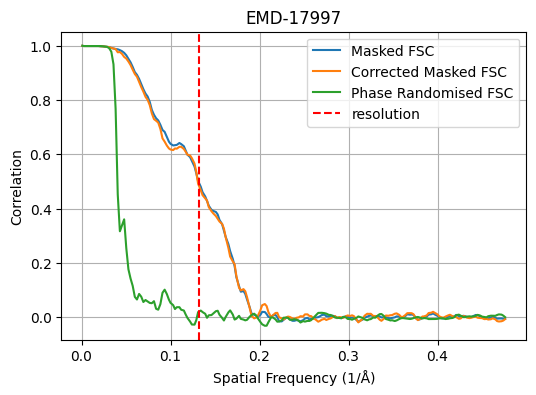 EMD-17997
Masked FSC
Corrected Masked FSC
Phase Randomised FSC
resolution
Correlation
1.0
0.8
0.6
0.4
0.2
0.0
0.0 0.1 0.2 0.3 0.4
Spatial Frequency (1/Å)